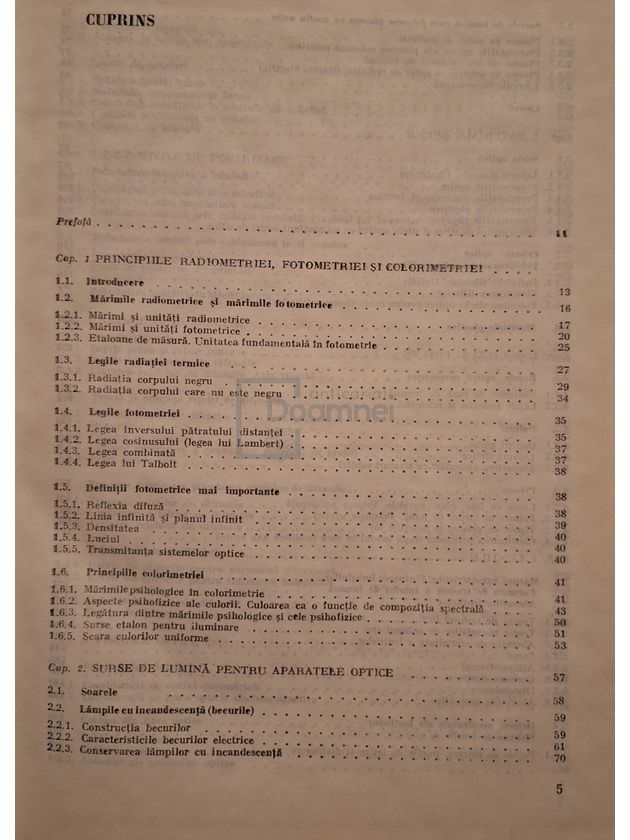 CUPRINS
Prefață . . . 11
Cap. 1 PRINCIPIILE RADIOMETRIEI, FOTOMETRIEI ȘI COLORIMETRIEI . . . . 13
1.1. Introducere . . . 13
1.2. Mărimile radiometrice și mărimile fotometrice . . . 16
1.2.1. Mărimi și unități radiometrice . . . 17
1.2.2. Mărimi și unități fotometrice . . . 20
1.2.3. Etaloane de măsură. Unitatea fundamentală în fotometrie . . . 25
1.3. Legile radiației termice . . . 27
1.3.1. Radiația corpului negru . . . 29
1.3.2. Radiația corpului care nu este negru . . . 34
anticariatele
Doamnei
1.4. Legile fotometriei . . . 35
1.4.1. Legea inversului pătratului distanței . . . 35
1.4.2. Legea cosinusului (legea lui Lambert) . . . 37
1.4.3. Legea combinată . . . 37
1.4.4. Legea lui Talbolt . . . 38
1.5. Definiții fotometrice mai importante . . . 38
1.5.1. Reflexia difuză . . . 38
1.5.2. Linia infinită și planul infinit . . . 39
1.5.3. Densitatea . . . 40
1.5.4. Luciul . . . 40
1.5.5. Transmitanța sistemelor optice . . . 40
1.6. Principiile colorimetriei . . . 41
1.6.1. Mărimile psihologice în colorimetrie . . . 41
1.6.2. Aspecte psihofizice ale culorii. Culoarea ca o funcție de compoziția spectrală . . . 43
1.6.3. Legătura dintre mărimile psihologice și cele psihofizice . . . 50
1.6.4. Surse etalon pentru iluminare . . . 51
1.6.5. Scara culorilor uniforme . . . 53
Cap. 2. SURSE DE LUMINĂ PENTRU APARATELE OPTICE . . . 57
2.1. Soarele . . . 58
2.2. Lămpile cu incandescență (becurile) . . . 59
2.2.1. Construcția becurilor . . . 59
2.2.2. Caracteristicile becurilor electrice . . . 61
2.2.3. Conservarea lămpilor cu incandescență . . . 70
5